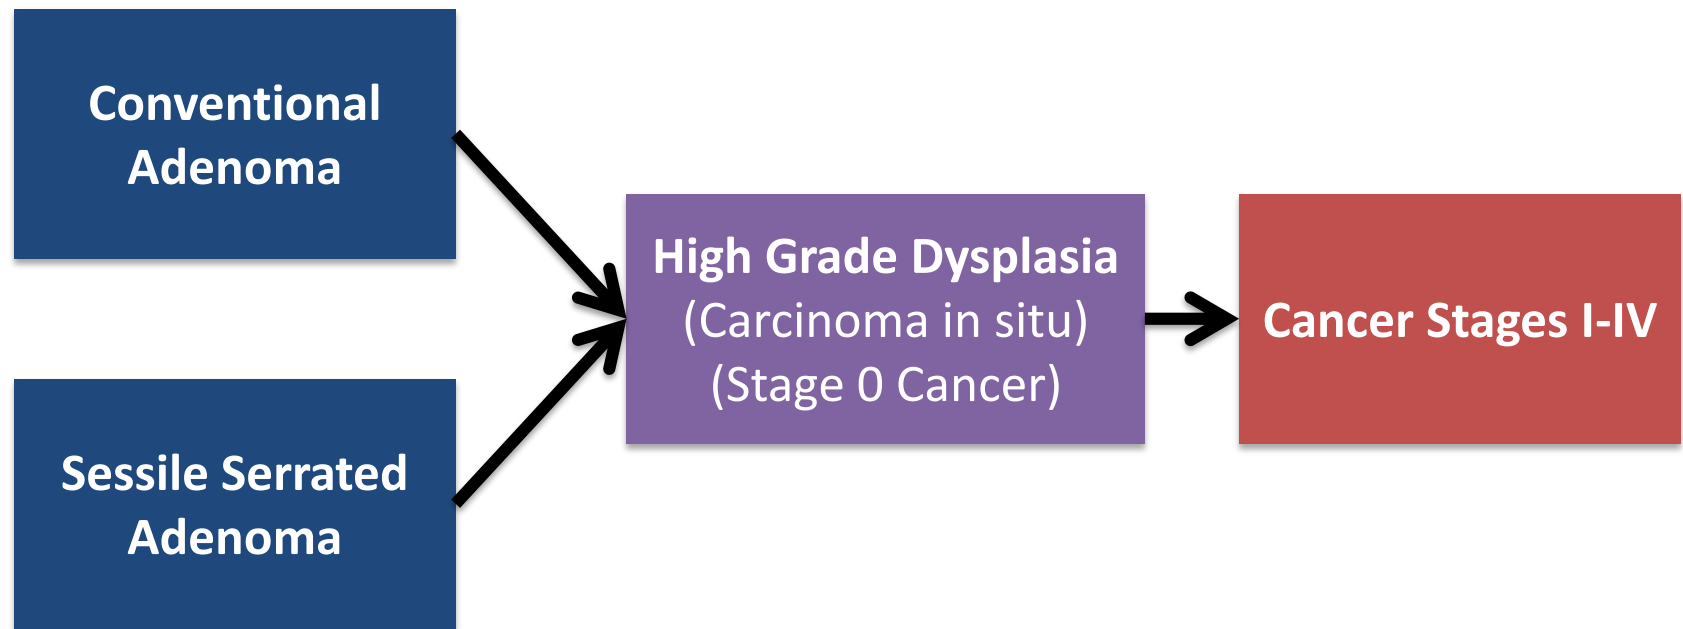 Conventional
Adenoma
Sessile Serrated
Adenoma
High Grade Dysplasia
(Carcinoma in situ)
(Stage 0 Cancer)
Cancer Stages I-IV